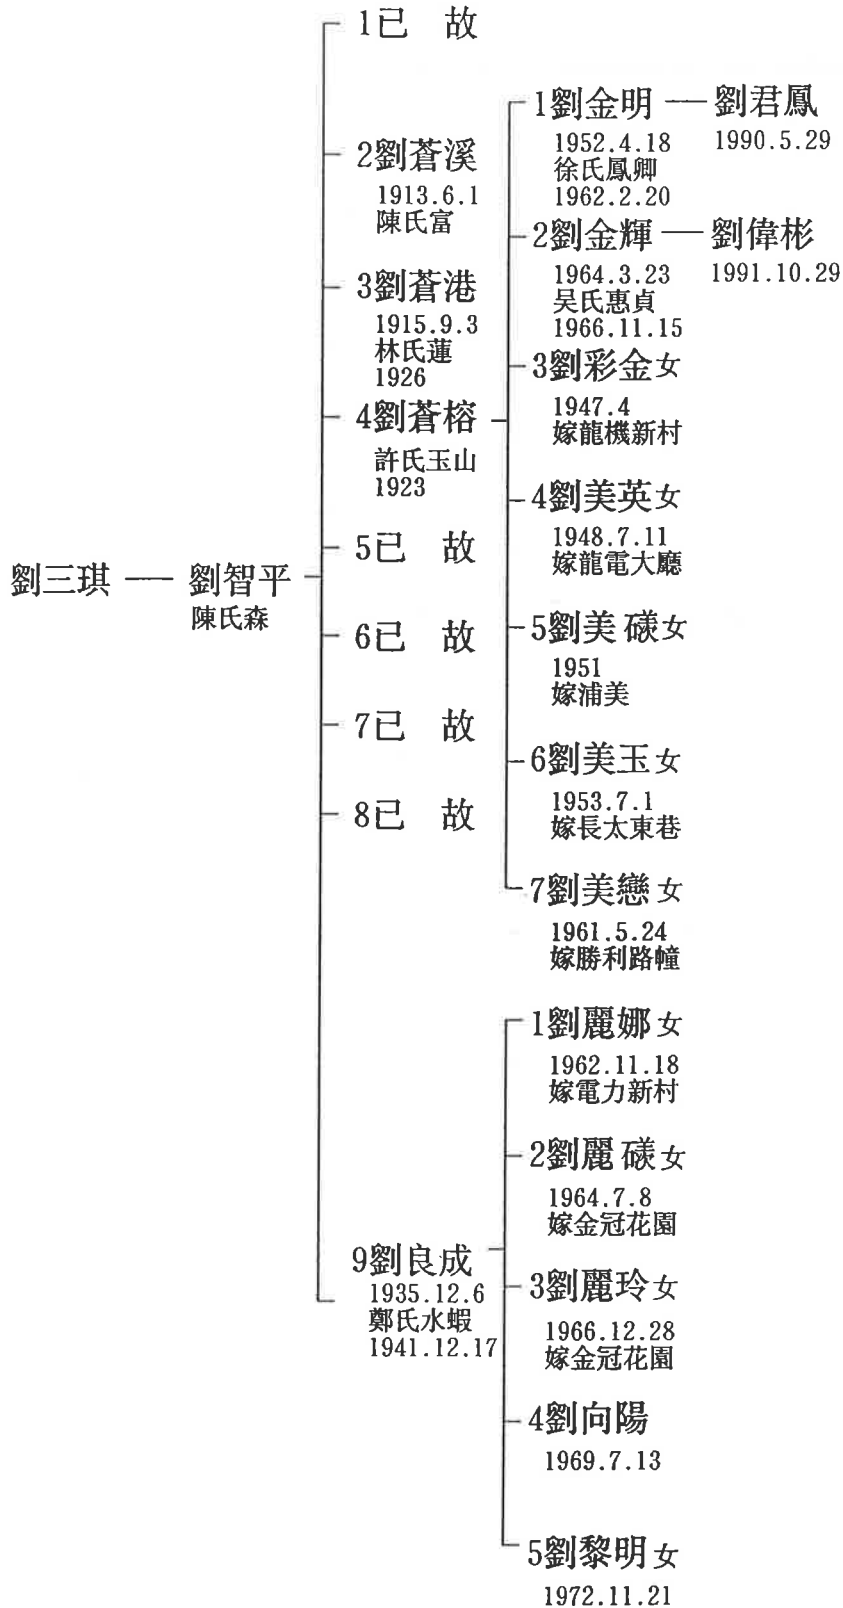 劉三琪 — 劉智平
陳氏森
1已 故
2劉蒼溪
1913.6.1
陳氏富
3劉蒼港
1915.9.3
林氏蓮
1926
4劉蒼榕
許氏玉山
1923
1劉金明 — 劉君鳳
1952.4.18 1990.5.29
徐氏鳳卿
1962.2.20
2劉金輝 — 劉偉彬
1964.3.23 1991.10.29
吴氏惠貞
1966.11.15
3劉彩金女
1947.4
嫁龍機新村
4劉美英女
1948.7.11
嫁龍電大廳
5劉美 女
1951
嫁浦美
6劉美玉女
1953.7.1
嫁長太東巷
7劉美戀女
1961.5.24
嫁勝利路幢
5已 故
6已 故
7已 故
8已 故
9劉良成
1935.12.6
鄭氏水蝦
1941.12.17
1劉麗娜女
1962.11.18
嫁電力新村
2劉麗 女
1964.7.8
嫁金冠花園
3劉麗玲女
1966.12.28
嫁金冠花園
4劉向陽
1969.7.13
5劉黎明女
1972.11.21